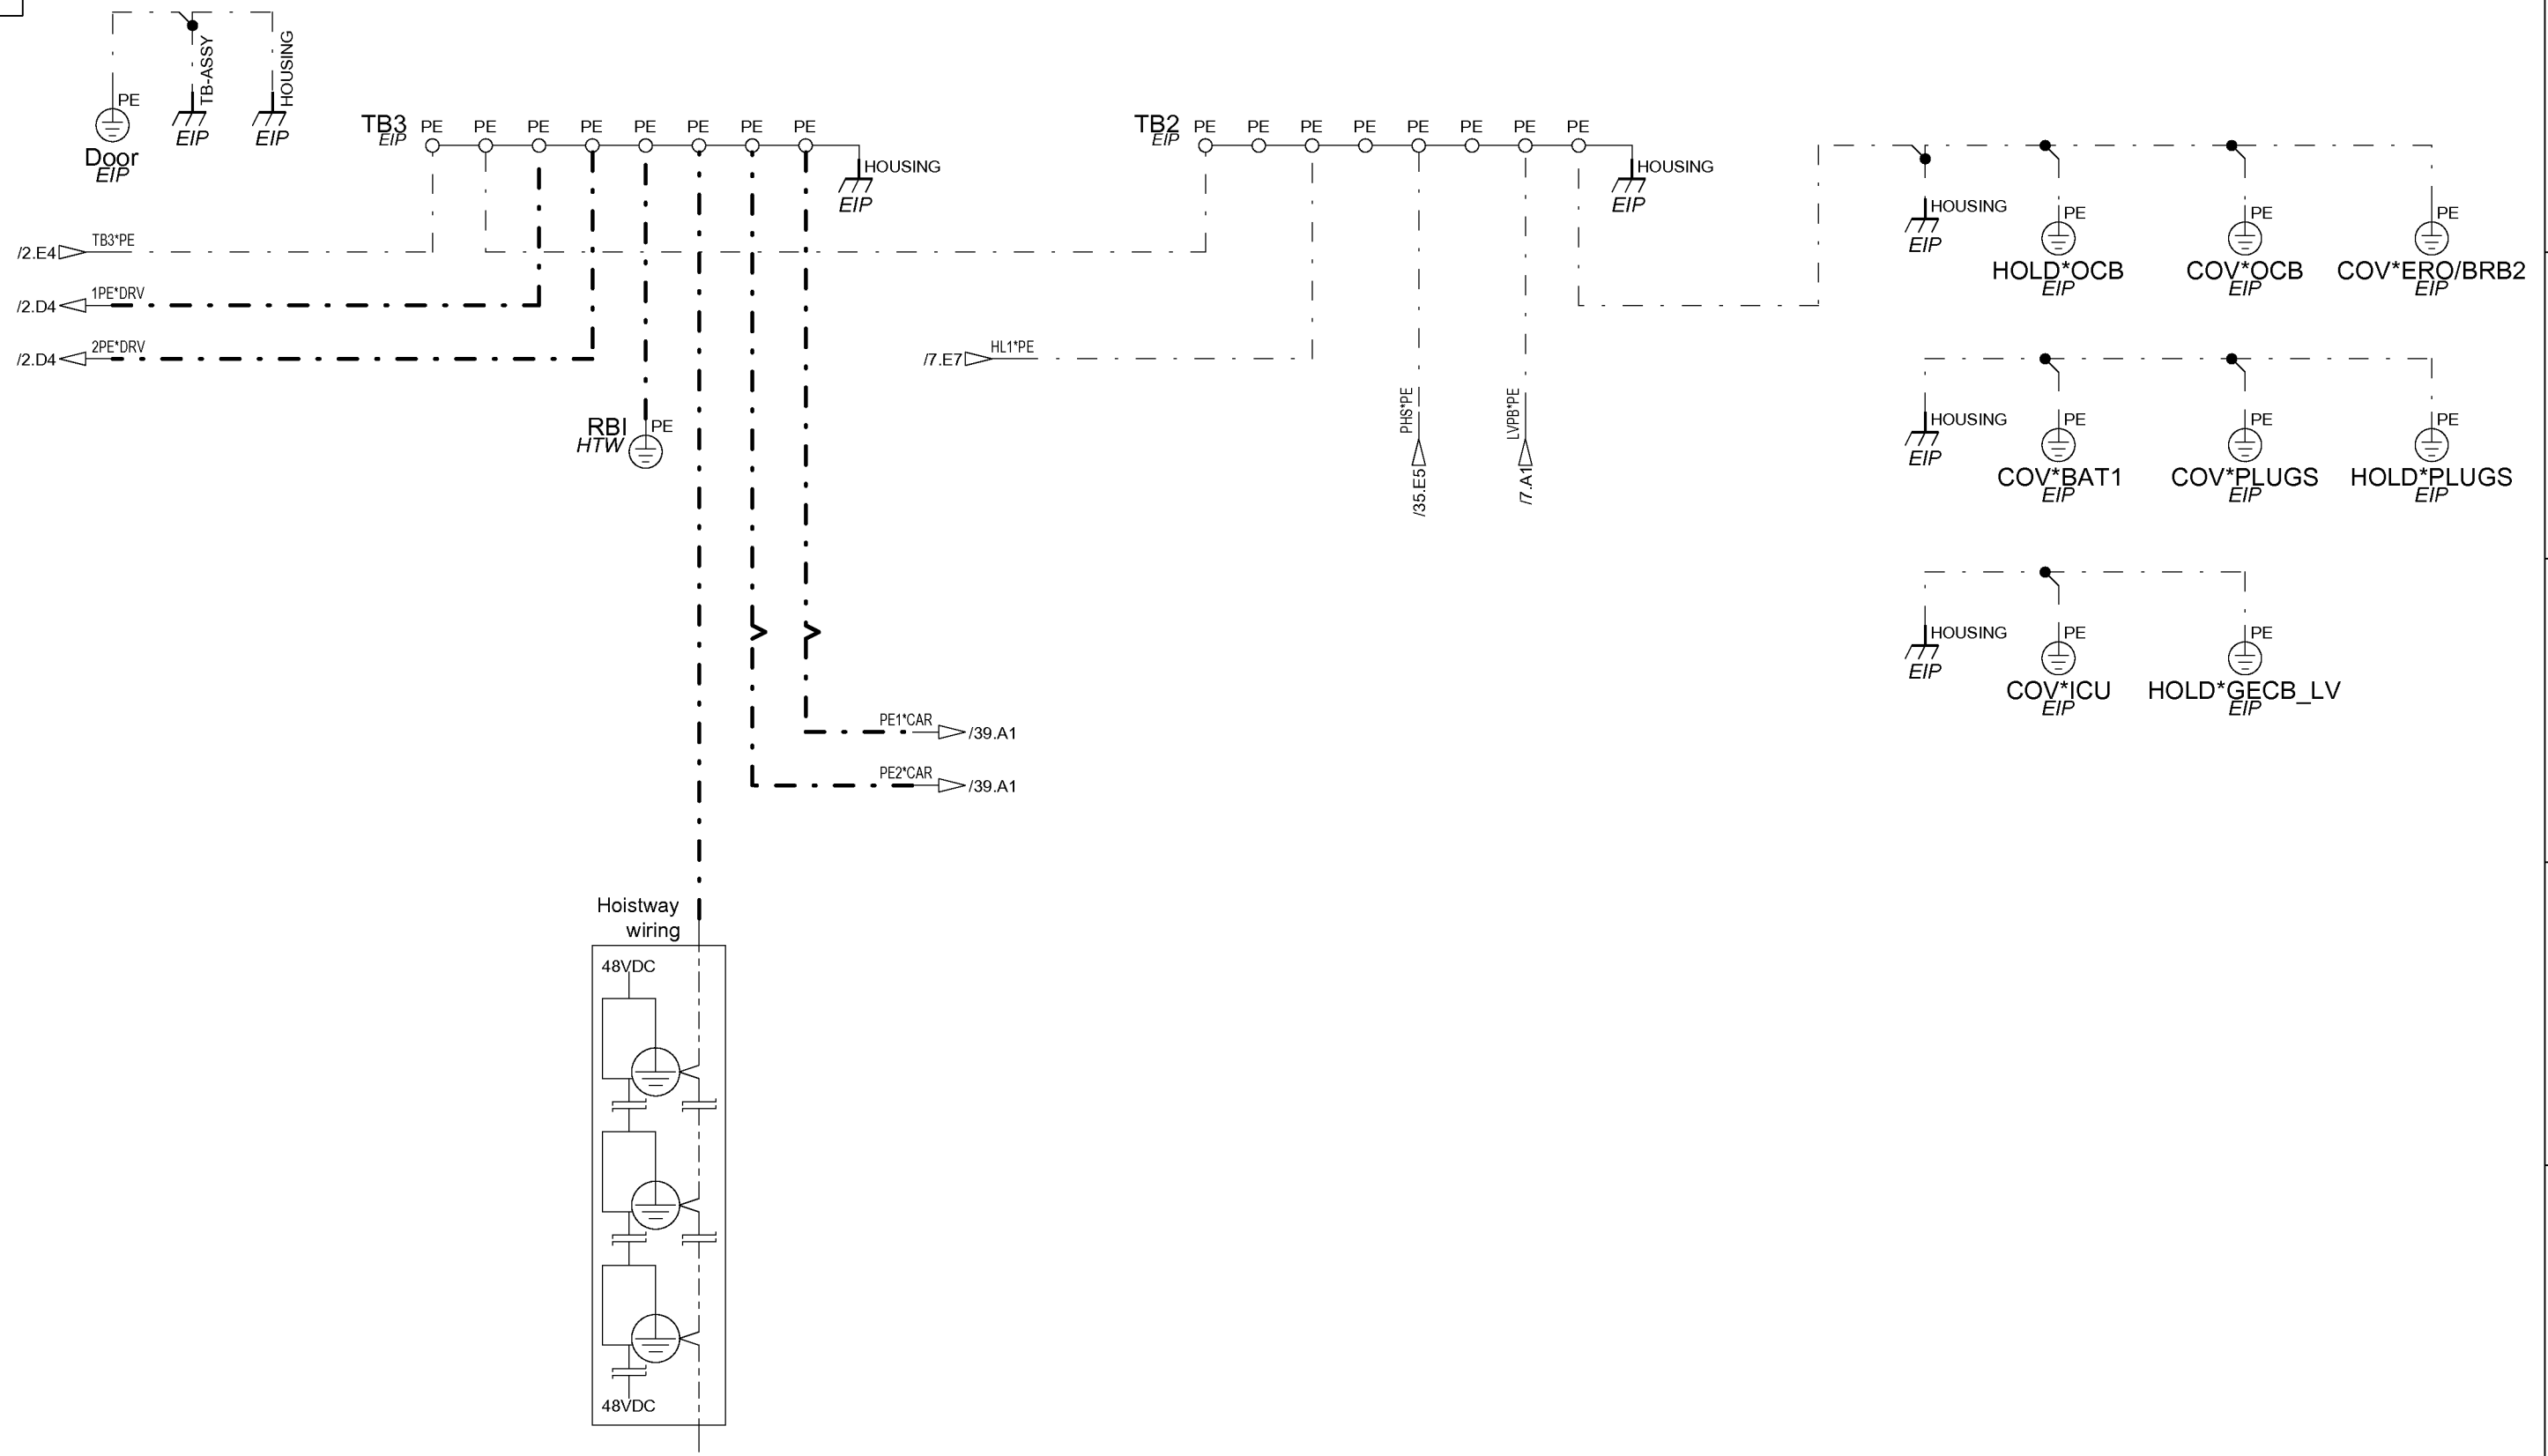 TB-ASSY
HOUSING
PE
EIP
EIP
Door
EIP
TB3
EIP
PE PE PE PE PE PE PE PE
HOUSING
EIP
TB2
EIP
PE PE PE PE PE PE PE PE
HOUSING
EIP
/2.E4 TB3*PE
/2.D4 1PE*DRV
/2.D4 2PE*DRV
/7.E7 HL1*PE
PHS*PE
/35.E5
LVPB*PE
/7.A1
RBI
HTW
PE
HOUSING
EIP
PE
HOLD*OCB
EIP
PE
COV*OCB
EIP
PE
COV*ERO/BRB2
EIP
HOUSING
EIP
PE
COV*BAT1
EIP
PE
COV*PLUGS
EIP
PE
HOLD*PLUGS
EIP
HOUSING
EIP
PE
COV*ICU
EIP
PE
HOLD*GECB_LV
EIP
PE1*CAR /39.A1
PE2*CAR /39.A1
Hoistway
wiring
48VDC
48VDC